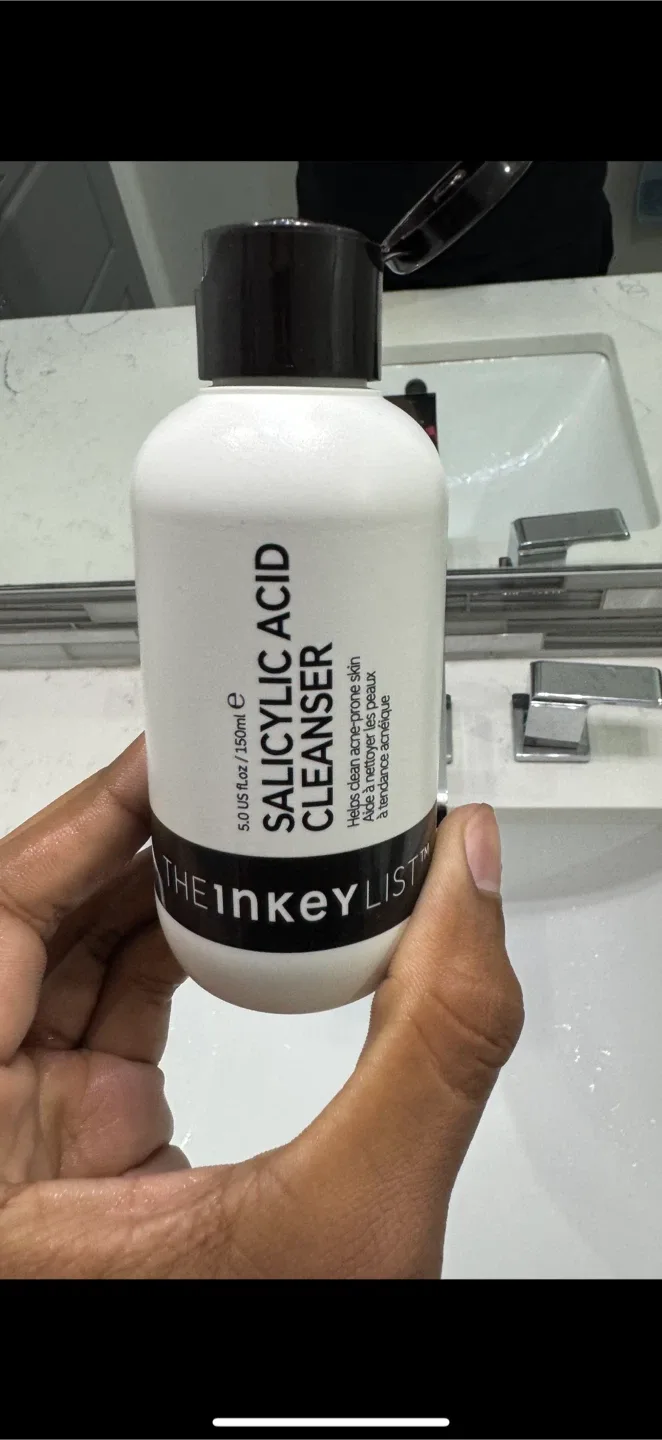 5.0 US fl.oz / 150ml ℮
SALICYLIC ACID
CLEANSER
Helps clean acne-prone skin
Aide à nettoyer les peaux
à tendance acnéique
THE INKEY LIST™